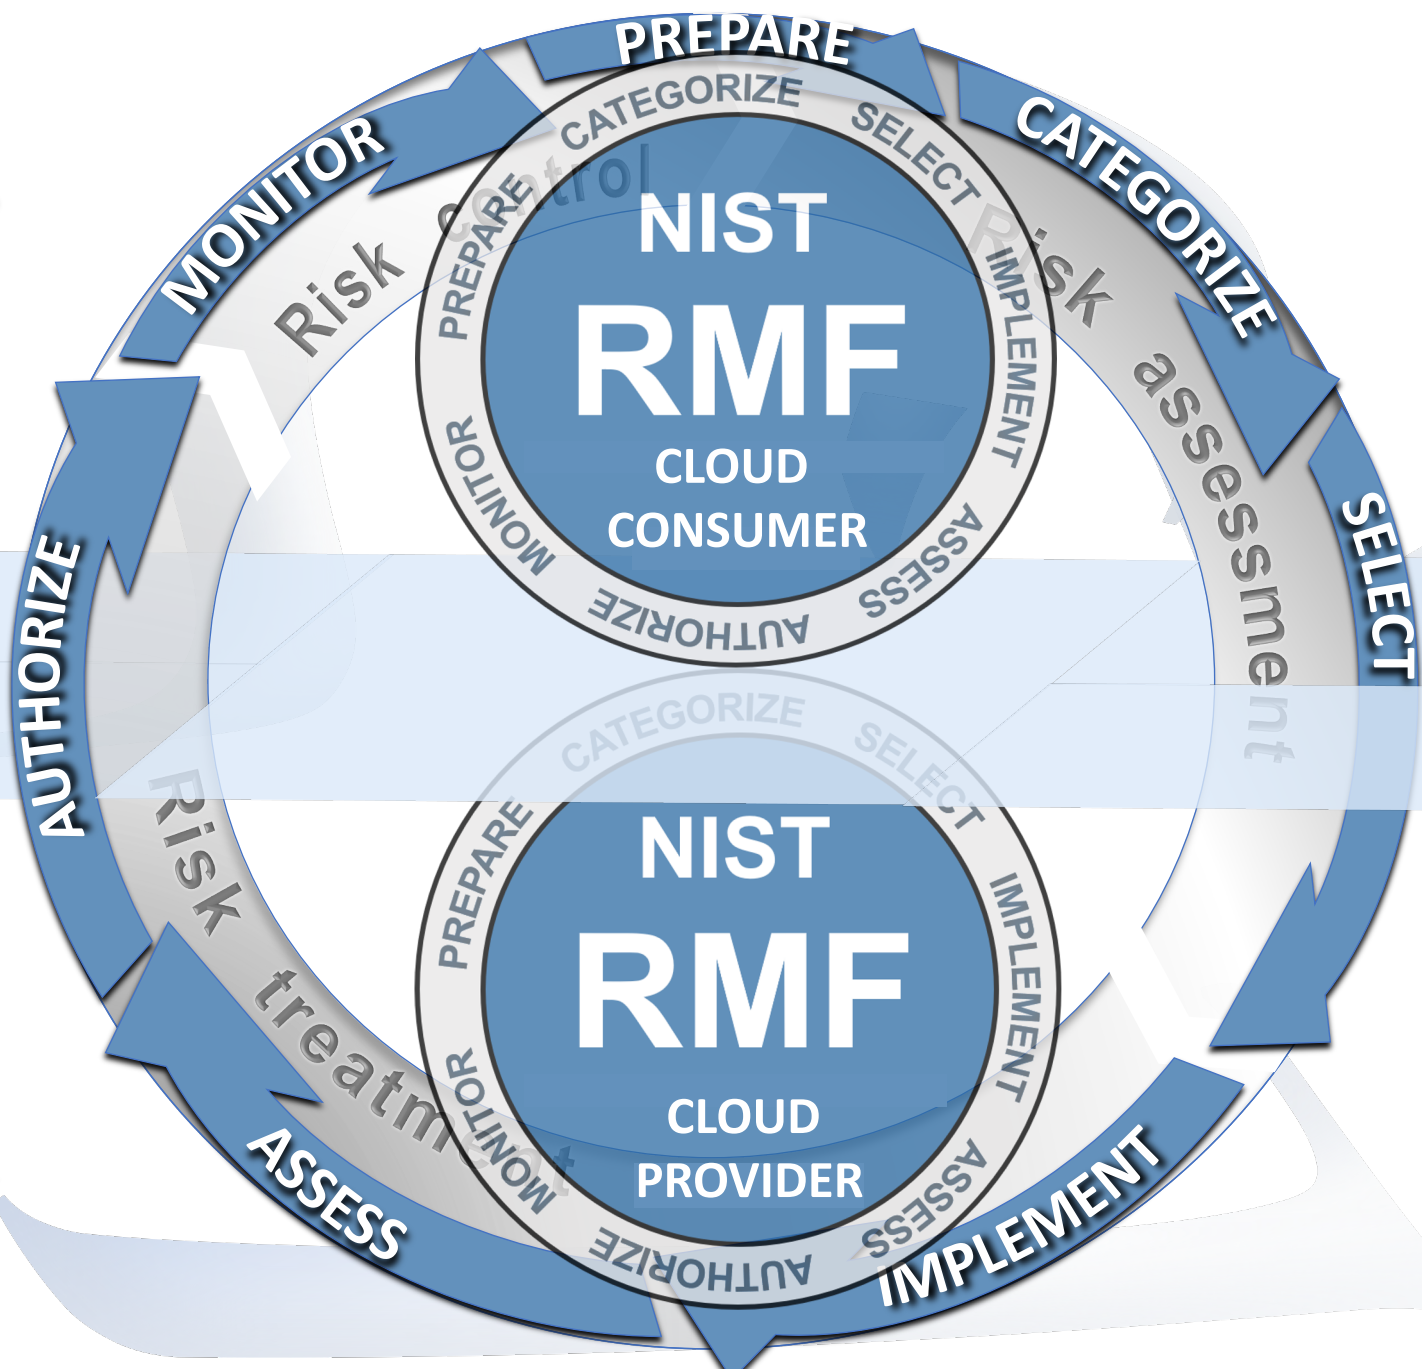 PREPARE
CATEGORIZE
SELECT
IMPLEMENT
ASSESS
AUTHORIZE
MONITOR
Risk assessment
Risk treatment
Risk control
PREPARE
CATEGORIZE
SELECT
IMPLEMENT
ASSESS
AUTHORIZE
MONITOR
NIST
RMF
CLOUD
CONSUMER
PREPARE
CATEGORIZE
SELECT
IMPLEMENT
ASSESS
AUTHORIZE
MONITOR
NIST
RMF
CLOUD
PROVIDER